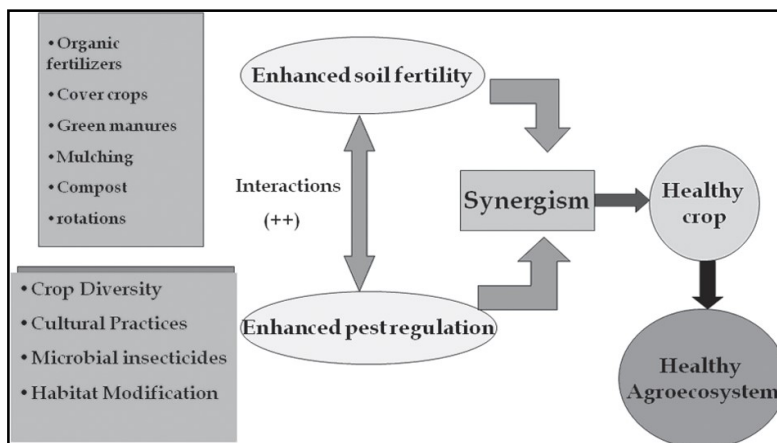 • Organic
fertilizers
• Cover crops
• Green manures
• Mulching
• Compost
• rotations
Enhanced soil fertility
Interactions
(++)
Synergism
Healthy
crop
• Crop Diversity
• Cultural Practices
• Microbial insecticides
• Habitat Modification
Enhanced pest regulation
Healthy
Agroecosystem